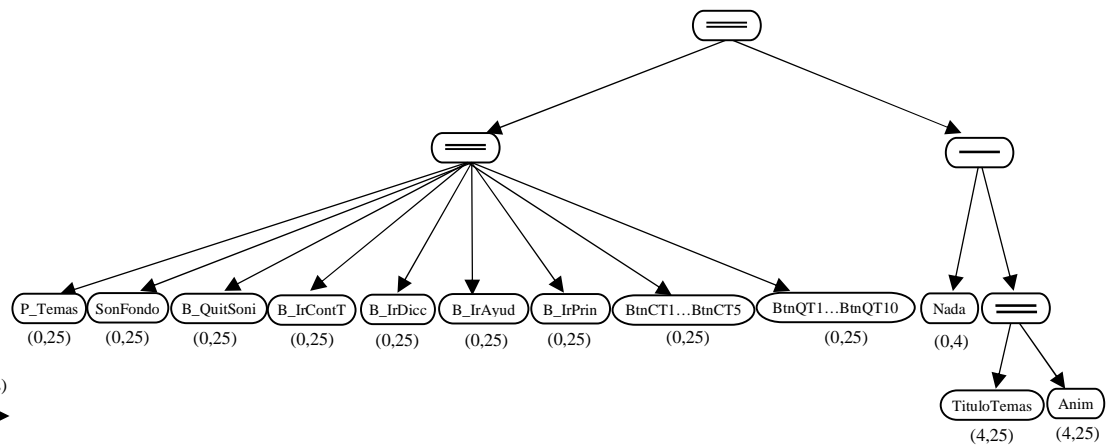 P_Temas SonFondo B_QuitSoni B_IrContT B_IrDicc B_IrAyud B_IrPrin BtnCT1…BtnCT5 BtnQT1…BtnQT10 Nada
(0,25) (0,25) (0,25) (0,25) (0,25) (0,25) (0,25) (0,25) (0,25) (0,4)
TituloTemas Anim
(4,25) (4,25)